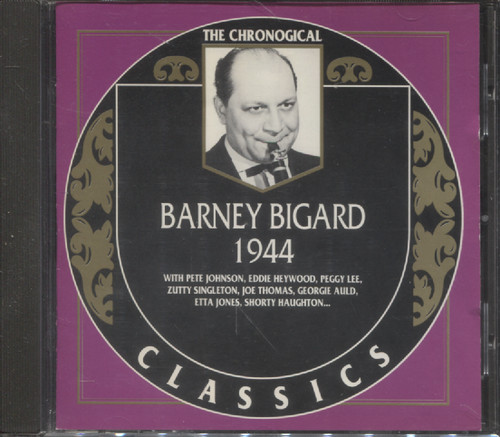 THE CHRONOGICAL
BARNEY BIGARD
1944
WITH PETE JOHNSON, EDDIE HEYWOOD, PEGGY LEE,
ZUTTY SINGLETON, JOE THOMAS, GEORGIE AULD,
ETTA JONES, SHORTY HAUGHTON...
CLASSICS